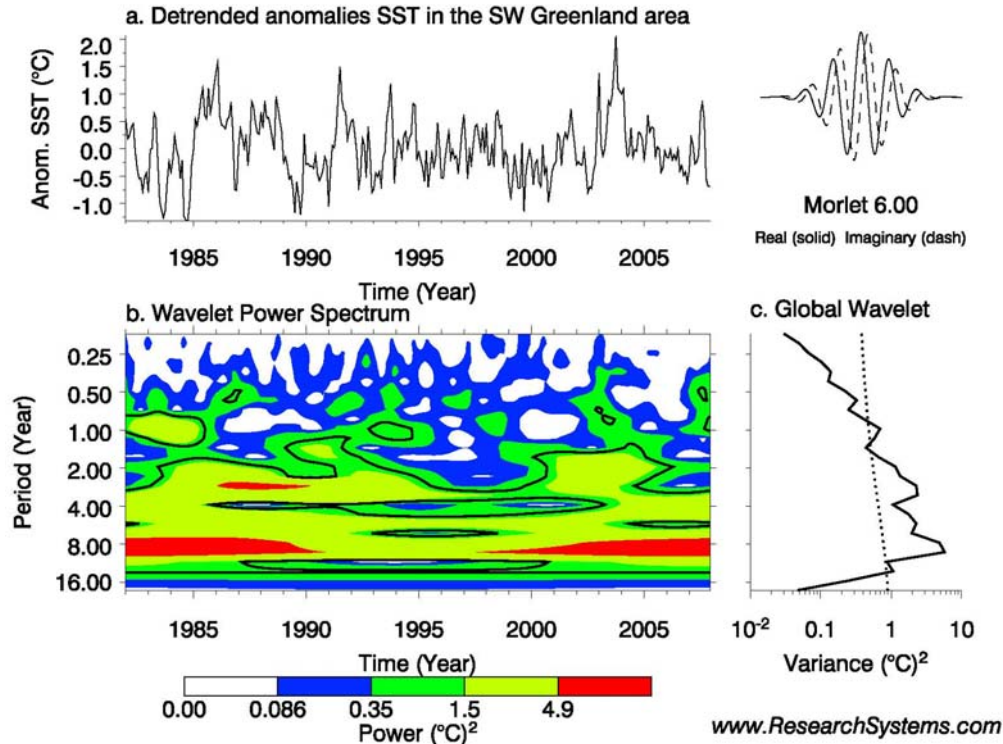 a. Detrended anomalies SST in the SW Greenland area
Anom. SST (°C)
2.0
1.5
1.0
0.5
0.0
-0.5
-1.0
1985 1990 1995 2000 2005
Time (Year)
Morlet 6.00
Real (solid) Imaginary (dash)
b. Wavelet Power Spectrum
Period (Year)
0.25
0.50
1.00
2.00
4.00
8.00
16.00
1985 1990 1995 2000 2005
Time (Year)
c. Global Wavelet
10-2 0.1 1 10
Variance (°C)2
0.00 0.086 0.35 1.5 4.9
Power (°C)2
www.ResearchSystems.com